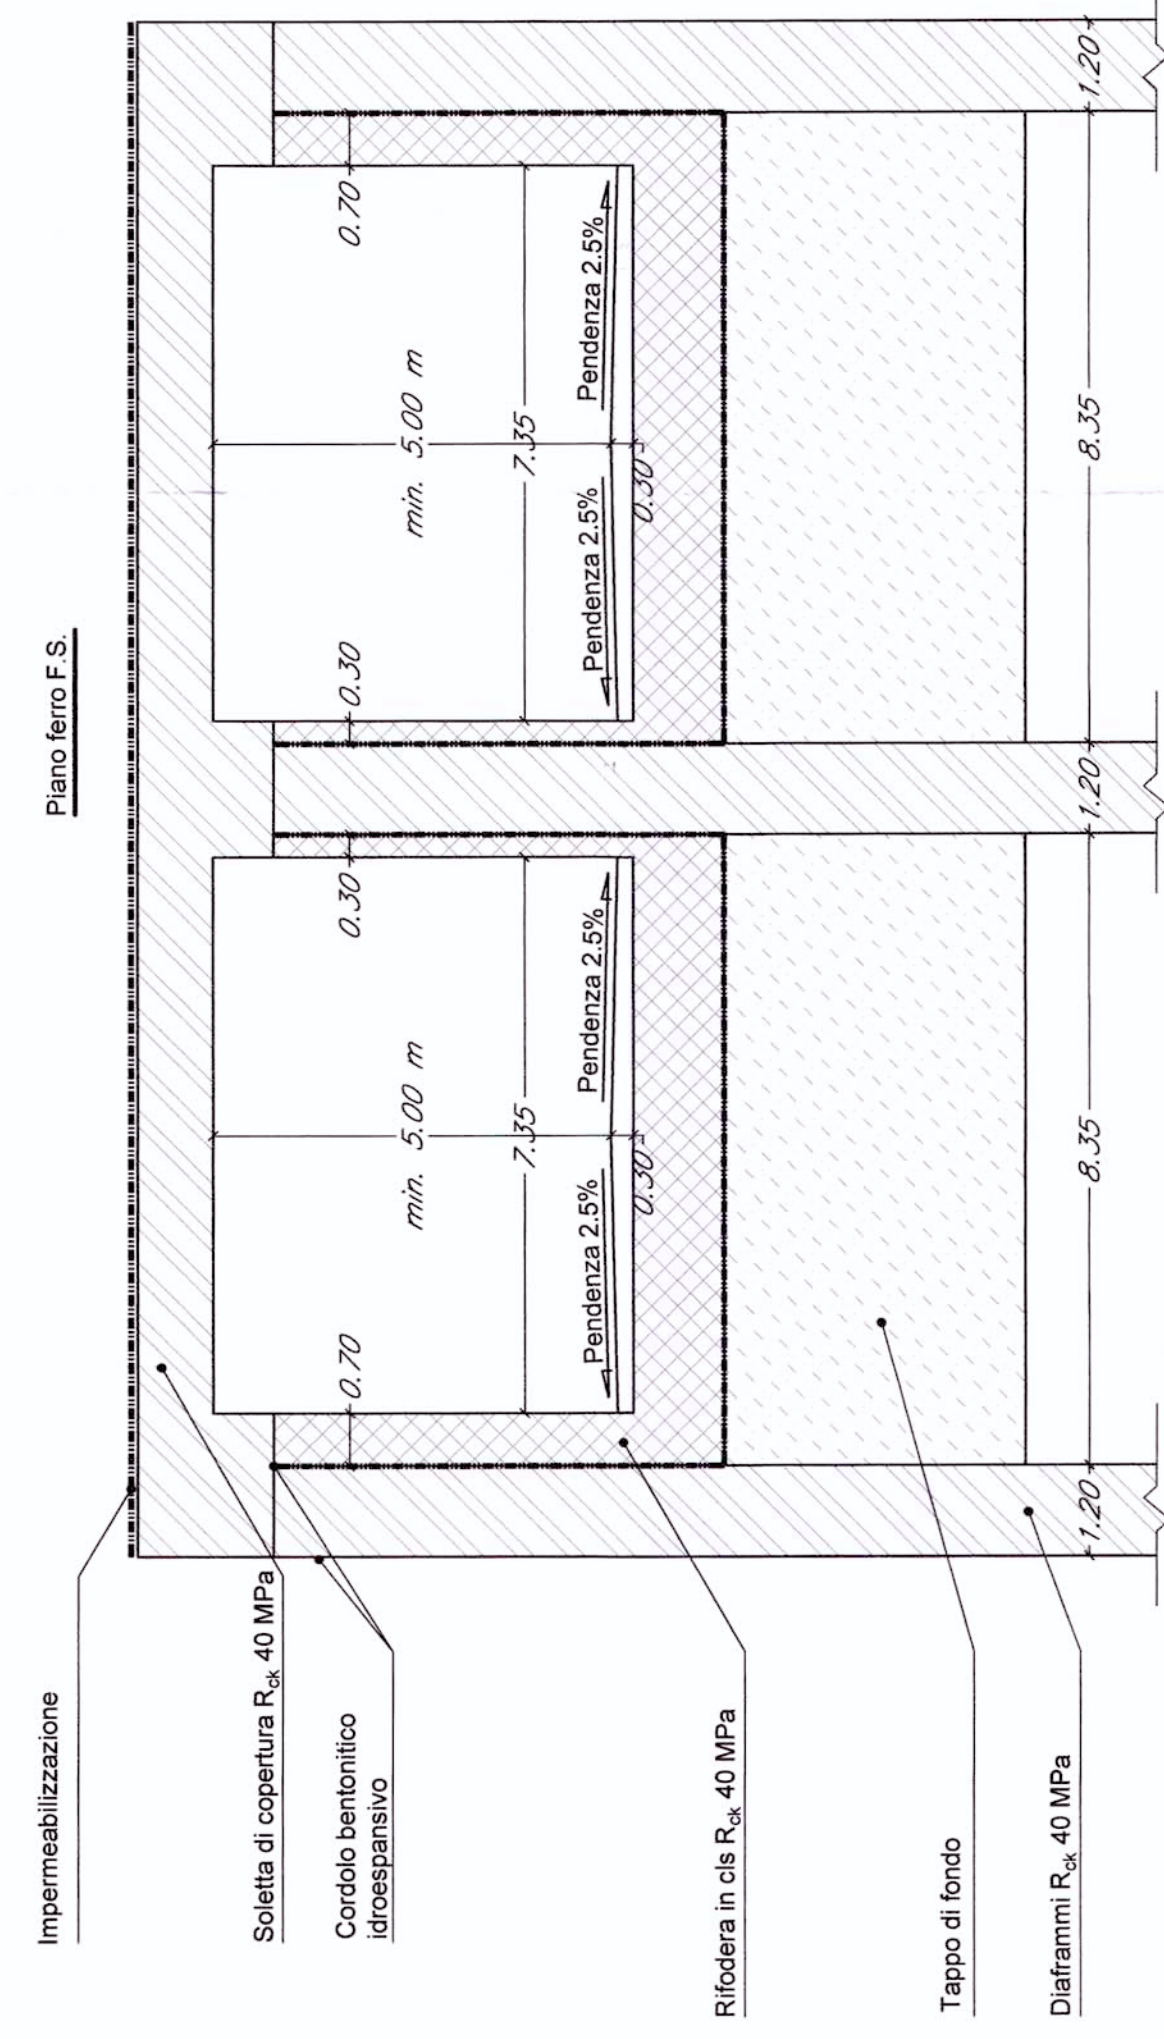 Piano ferro F.S.
Impermeabilizzazione
Soletta di copertura Rck 40 MPa
Cordolo bentonitico
idroespansivo
Rifodera in cls Rck 40 MPa
Tappo di fondo
Diaframmi Rck 40 MPa
0.70
0.30
0.30
0.70
min. 5.00 m
min. 5.00 m
7.35
7.35
Pendenza 2.5%
Pendenza 2.5%
Pendenza 2.5%
Pendenza 2.5%
0.30
0.30
1.20
8.35
1.20
8.35
1.20